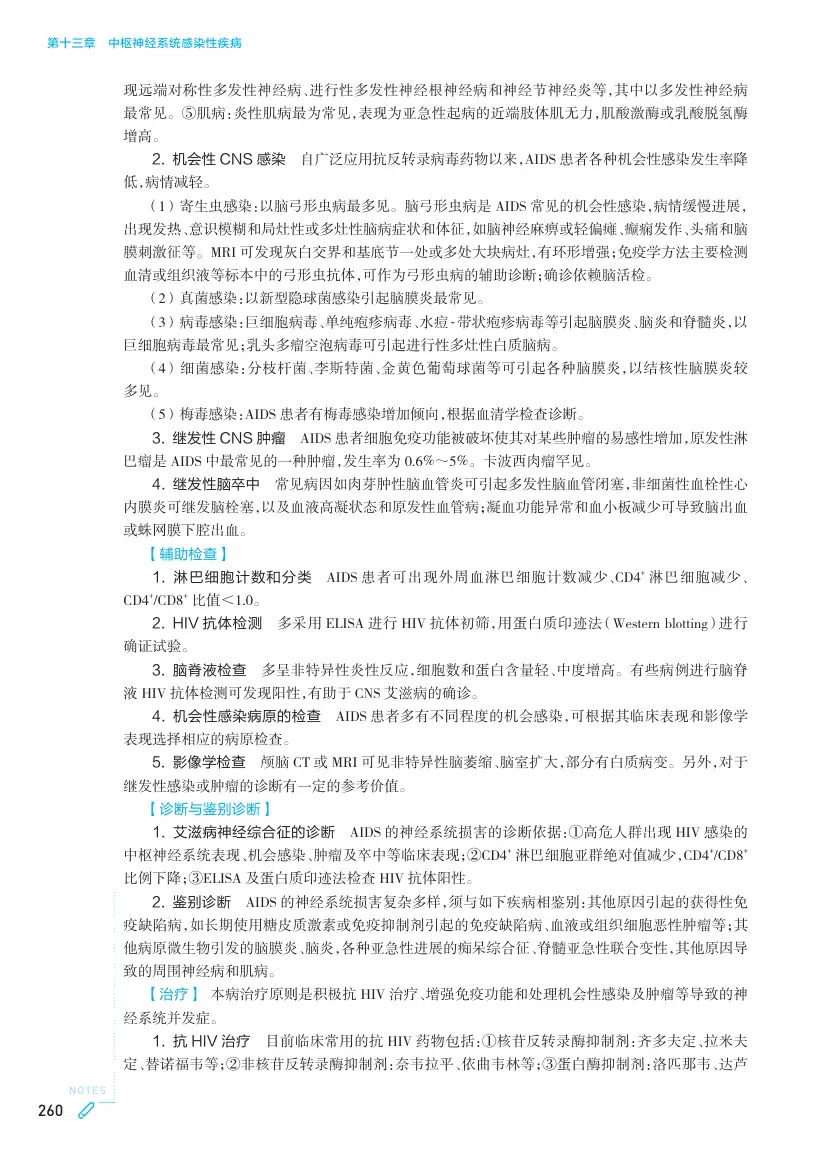 第十三章 中枢神经系统感染性疾病
现远端对称性多发性神经病、进行性多发性神经根神经病和神经节神经炎等,其中以多发性神经病
最常见。⑤肌病:炎性肌病最为常见,表现为亚急性起病的近端肢体肌无力,肌酸激酶或乳酸脱氢酶
增高。
2. 机会性 CNS 感染 自广泛应用抗反转录病毒药物以来,AIDS 患者各种机会性感染发生率降
低,病情减轻。
（1）寄生虫感染:以脑弓形虫病最多见。脑弓形虫病是 AIDS 常见的机会性感染,病情缓慢进展,
出现发热、意识模糊和局灶性或多灶性脑病症状和体征,如脑神经麻痹或轻偏瘫、癫痫发作、头痛和脑
膜刺激征等。MRI 可发现灰白交界和基底节一处或多处大块病灶,有环形增强;免疫学方法主要检测
血清或组织液等标本中的弓形虫抗体,可作为弓形虫病的辅助诊断;确诊依赖脑活检。
（2）真菌感染:以新型隐球菌感染引起脑膜炎最常见。
（3）病毒感染:巨细胞病毒、单纯疱疹病毒、水痘-带状疱疹病毒等引起脑膜炎、脑炎和脊髓炎,以
巨细胞病毒最常见;乳头多瘤空泡病毒可引起进行性多灶性白质脑病。
（4）细菌感染:分枝杆菌、李斯特菌、金黄色葡萄球菌等可引起各种脑膜炎,以结核性脑膜炎较
多见。
（5）梅毒感染:AIDS 患者有梅毒感染增加倾向,根据血清学检查诊断。
3. 继发性 CNS 肿瘤 AIDS 患者细胞免疫功能被破坏使其对某些肿瘤的易感性增加,原发性淋
巴瘤是 AIDS 中最常见的一种肿瘤,发生率为 0.6%～5%。卡波西肉瘤罕见。
4. 继发性脑卒中 常见病因如肉芽肿性脑血管炎可引起多发性脑血管闭塞,非细菌性血栓性心
内膜炎可继发脑栓塞,以及血液高凝状态和原发性血管病;凝血功能异常和血小板减少可导致脑出血
或蛛网膜下腔出血。
【辅助检查】
1. 淋巴细胞计数和分类 AIDS 患者可出现外周血淋巴细胞计数减少、CD4⁺ 淋巴细胞减少、
CD4⁺/CD8⁺ 比值＜1.0。
2. HIV 抗体检测 多采用 ELISA 进行 HIV 抗体初筛,用蛋白质印迹法（Western blotting）进行
确证试验。
3. 脑脊液检查 多呈非特异性炎性反应,细胞数和蛋白含量轻、中度增高。有些病例进行脑脊
液 HIV 抗体检测可发现阳性,有助于 CNS 艾滋病的确诊。
4. 机会性感染病原的检查 AIDS 患者多有不同程度的机会感染,可根据其临床表现和影像学
表现选择相应的病原检查。
5. 影像学检查 颅脑 CT 或 MRI 可见非特异性脑萎缩、脑室扩大,部分有白质病变。另外,对于
继发性感染或肿瘤的诊断有一定的参考价值。
【诊断与鉴别诊断】
1. 艾滋病神经综合征的诊断 AIDS 的神经系统损害的诊断依据:①高危人群出现 HIV 感染的
中枢神经系统表现、机会感染、肿瘤及卒中等临床表现;②CD4⁺ 淋巴细胞亚群绝对值减少,CD4⁺/CD8⁺
比例下降;③ELISA 及蛋白质印迹法检查 HIV 抗体阳性。
2. 鉴别诊断 AIDS 的神经系统损害复杂多样,须与如下疾病相鉴别:其他原因引起的获得性免
疫缺陷病,如长期使用糖皮质激素或免疫抑制剂引起的免疫缺陷病、血液或组织细胞恶性肿瘤等;其
他病原微生物引发的脑膜炎、脑炎,各种亚急性进展的痴呆综合征、脊髓亚急性联合变性,其他原因导
致的周围神经病和肌病。
【治疗】 本病治疗原则是积极抗 HIV 治疗、增强免疫功能和处理机会性感染及肿瘤等导致的神
经系统并发症。
1. 抗 HIV 治疗 目前临床常用的抗 HIV 药物包括:①核苷反转录酶抑制剂:齐多夫定、拉米夫
定、替诺福韦等;②非核苷反转录酶抑制剂:奈韦拉平、依曲韦林等;③蛋白酶抑制剂:洛匹那韦、达芦
NOTES
260